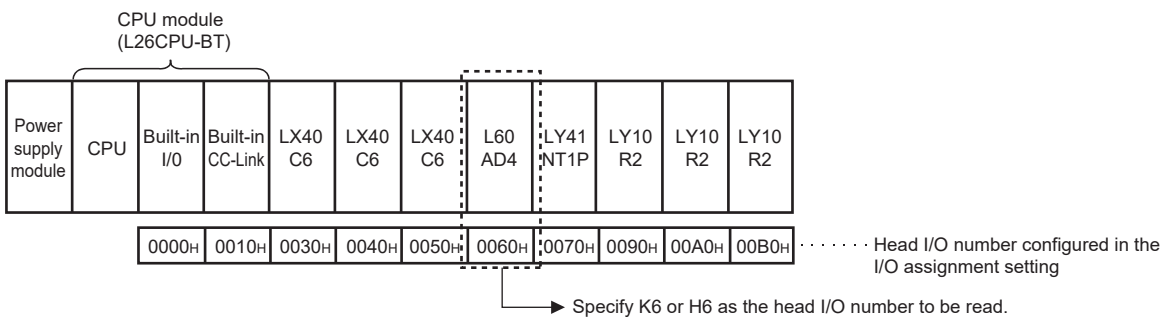 CPU module
(L26CPU-BT)
Power
supply
module
CPU
Built-in
I/0
Built-in
CC-Link
LX40
C6
LX40
C6
LX40
C6
L60
AD4
LY41
NT1P
LY10
R2
LY10
R2
LY10
R2
0000H 0010H 0030H 0040H 0050H 0060H 0070H 0090H 00A0H 00B0H
Head I/O number configured in the
I/O assignment setting
Specify K6 or H6 as the head I/O number to be read.